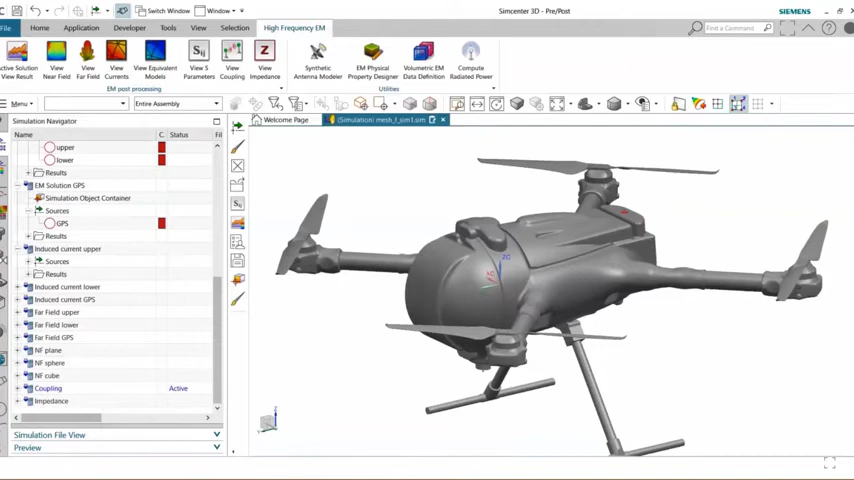 Switch Window
Window
Simcenter 3D - Pre/Post
SIEMENS
File
Home
Application
Developer
Tools
View
Selection
High Frequency EM
Find a Command
Active Solution
View Result
View
Near Field
View
Far Field
View
Currents
View Equivalent
Models
View S
Parameters
View
Coupling
View
Impedance
Synthetic
Antenna Modeler
EM Physical
Property Designer
Volumetric EM
Data Definition
Compute
Radiated Power
EM post processing
Utilities
Menu
Entire Assembly
Simulation Navigator
Welcome Page
(Simulation) mesh_f_sim1.sim
Name
C
Status
Fil
upper
lower
Results
EM Solution GPS
Simulation Object Container
Sources
GPS
Results
Induced current upper
Sources
Results
Induced current lower
Induced current GPS
Far Field upper
Far Field lower
Far Field GPS
NF plane
NF sphere
NF cube
Coupling
Active
Impedance
Simulation File View
Preview
Sij
Sij
Z
ZC
XC
Z